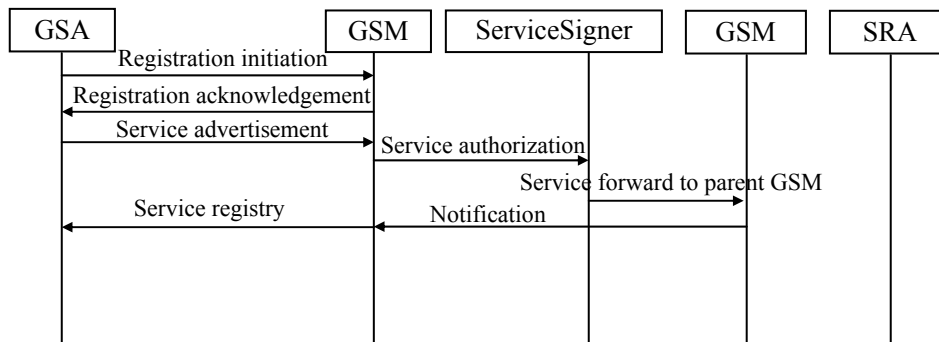 GSA
GSM
ServiceSigner
GSM
SRA
Registration initiation
Registration acknowledgement
Service advertisement
Service authorization
Service forward to parent GSM
Service registry
Notification